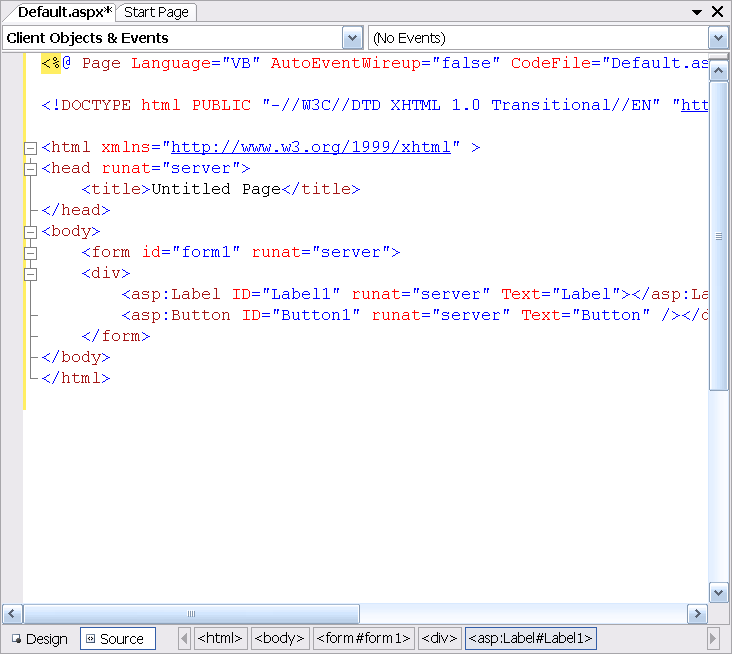 Default.aspx* Start Page
Client Objects & Events (No Events)
<%@ Page Language="VB" AutoEventWireup="false" CodeFile="Default.as
<!DOCTYPE html PUBLIC "-//W3C//DTD XHTML 1.0 Transitional//EN" "htt
<html xmlns="http://www.w3.org/1999/xhtml" >
<head runat="server">
    <title>Untitled Page</title>
</head>
<body>
    <form id="form1" runat="server">
    <div>
        <asp:Label ID="Label1" runat="server" Text="Label"></asp:La
        <asp:Button ID="Button1" runat="server" Text="Button" /></d
    </form>
</body>
</html>
Design Source <html> <body> <form#form1> <div> <asp:Label#Label1>